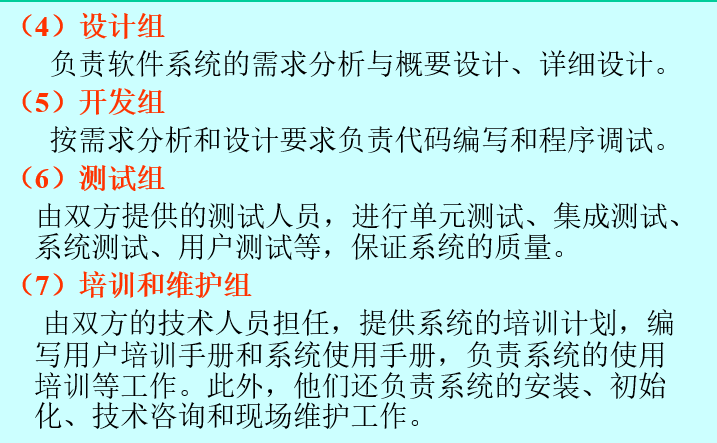 （4）设计组
负责软件系统的需求分析与概要设计、详细设计。
（5）开发组
按需求分析和设计要求负责代码编写和程序调试。
（6）测试组
由双方提供的测试人员，进行单元测试、集成测试、
系统测试、用户测试等，保证系统的质量。
（7）培训和维护组
由双方的技术人员担任，提供系统的培训计划，编
写用户培训手册和系统使用手册，负责系统的使用
培训等工作。此外，他们还负责系统的安装、初始
化、技术咨询和现场维护工作。